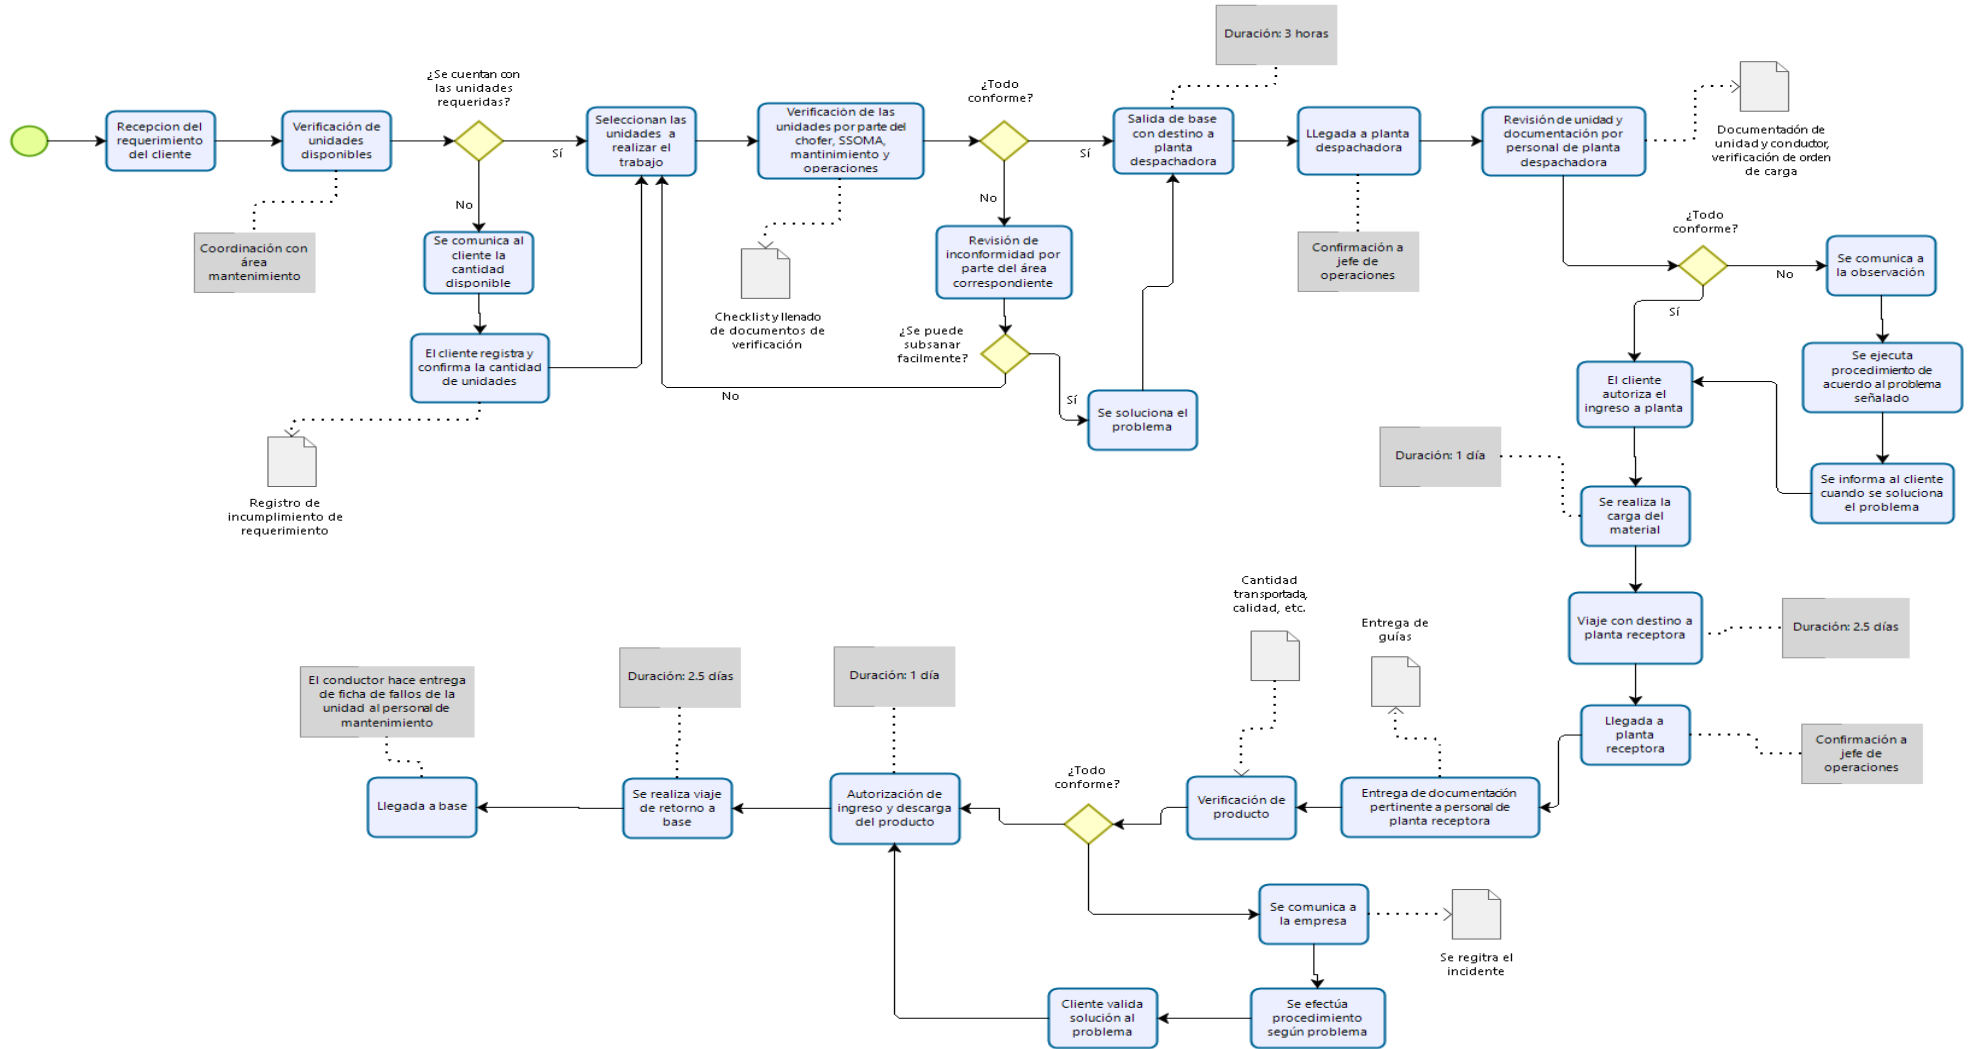 Duración: 3 horas
¿Se cuentan con
las unidades
requeridas?
¿Todo
conforme?
Recepcion del
requerimiento
del cliente
Verificación de
unidades
disponibles
Sí
Seleccionan las
unidades a
realizar el
trabajo
Verificación de las
unidades por parte del
chofer, SSOMA,
mantinimiento y
operaciones
Sí
Salida de base
con destino a
planta
despachadora
LLegada a planta
despachadora
Revisión de unidad y
documentación por
personal de planta
despachadora
Documentación de
unidad y conductor,
verificación de orden
de carga
No
No
Coordinación con
área
mantenimiento
Se comunica al
cliente la
cantidad
disponible
Checklist y llenado
de documentos de
verificación
Revisión de
inconformidad por
parte del área
correspondiente
Confirmación a
jefe de
operaciones
¿Todo
conforme?
No
Se comunica a
la observación
Sí
El cliente registra y
confirma la cantidad
de unidades
¿Se puede
subsanar
facilmente?
No
Sí
Se soluciona el
problema
El cliente
autoriza el
ingreso a planta
Se ejecuta
procedimiento de
acuerdo al problema
señalado
Registro de
incumplimiento de
requerimiento
Duración: 1 día
Se realiza la
carga del
material
Se informa al cliente
cuando se soluciona
el problema
Viaje con destino a
planta receptora
Duración: 2.5 días
Cantidad
transportada,
calidad, etc.
Entrega de
guías
Llegada a
planta
receptora
Confirmación a
jefe de
operaciones
El conductor hace entrega
de ficha de fallos de la
unidad al personal de
mantenimiento
Duración: 2.5 días
Duración: 1 día
¿Todo
conforme?
Llegada a base
Se realiza viaje
de retorno a
base
Autorización de
ingreso y descarga
del producto
Verificación de
producto
Entrega de documentación
pertinente a personal de
planta receptora
Se comunica a
la empresa
Se regitra el
incidente
Cliente valida
solución al
problema
Se efectúa
procedimiento
según problema